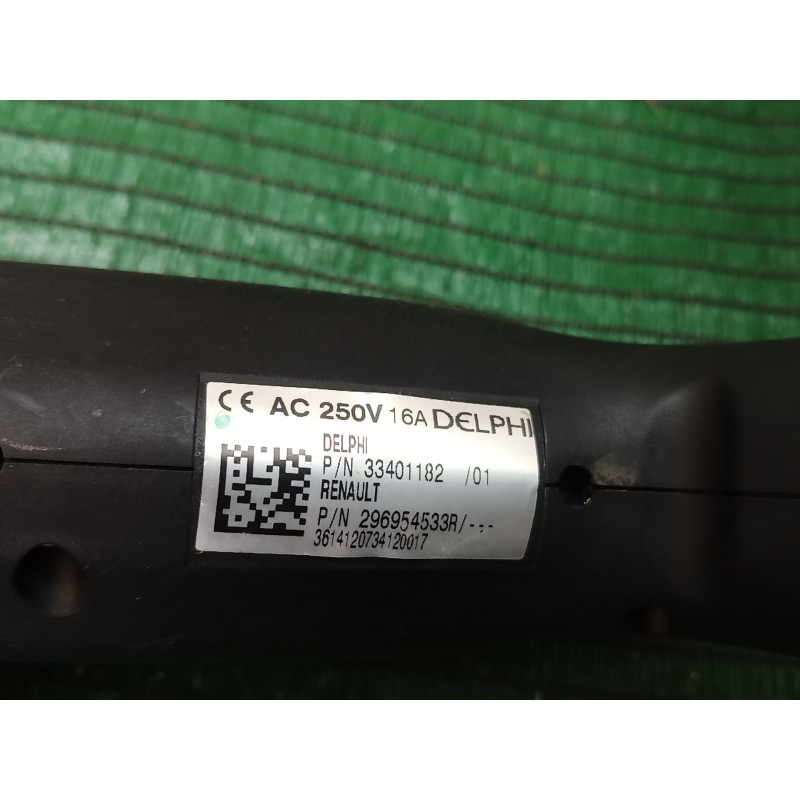 CE AC 250V 16A DELPHI
DELPHI
P/N 33401182 /01
RENAULT
P/N 296954533R/-.-
3614120734120017